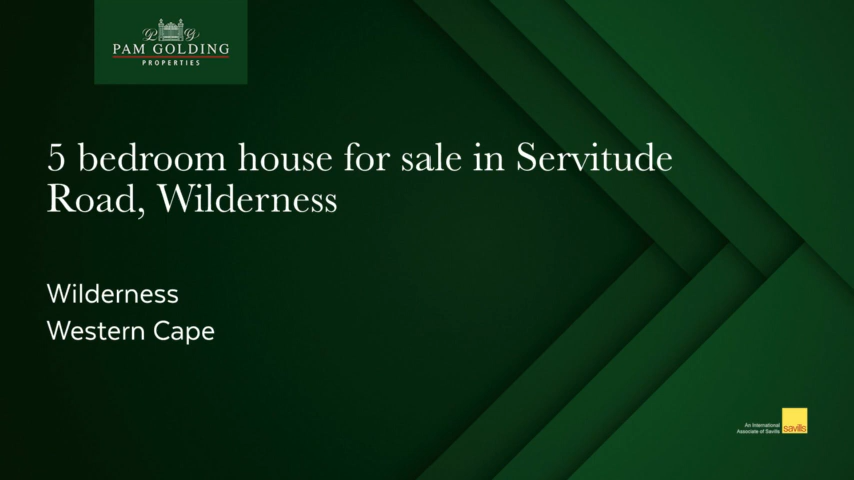 PG
PAM GOLDING
PROPERTIES
5 bedroom house for sale in Servitude
Road, Wilderness
Wilderness
Western Cape
An International
Associate of Savills
savills